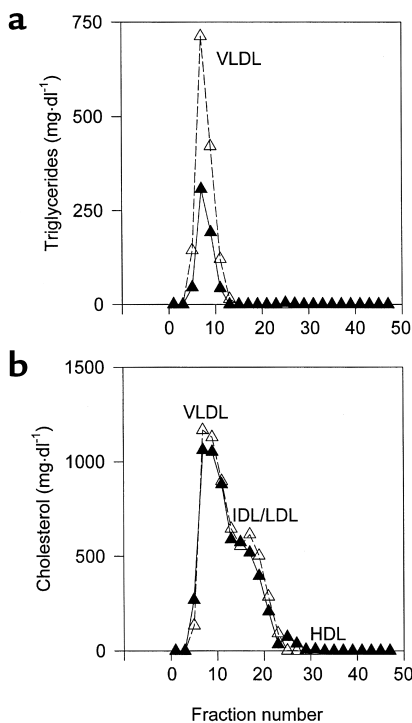 a
750
500
250
0
Triglycerides (mg·dl-1)
VLDL
0 10 20 30 40 50
b
1500
1000
500
0
Cholesterol (mg·dl-1)
VLDL
IDL/LDL
HDL
0 10 20 30 40 50
Fraction number